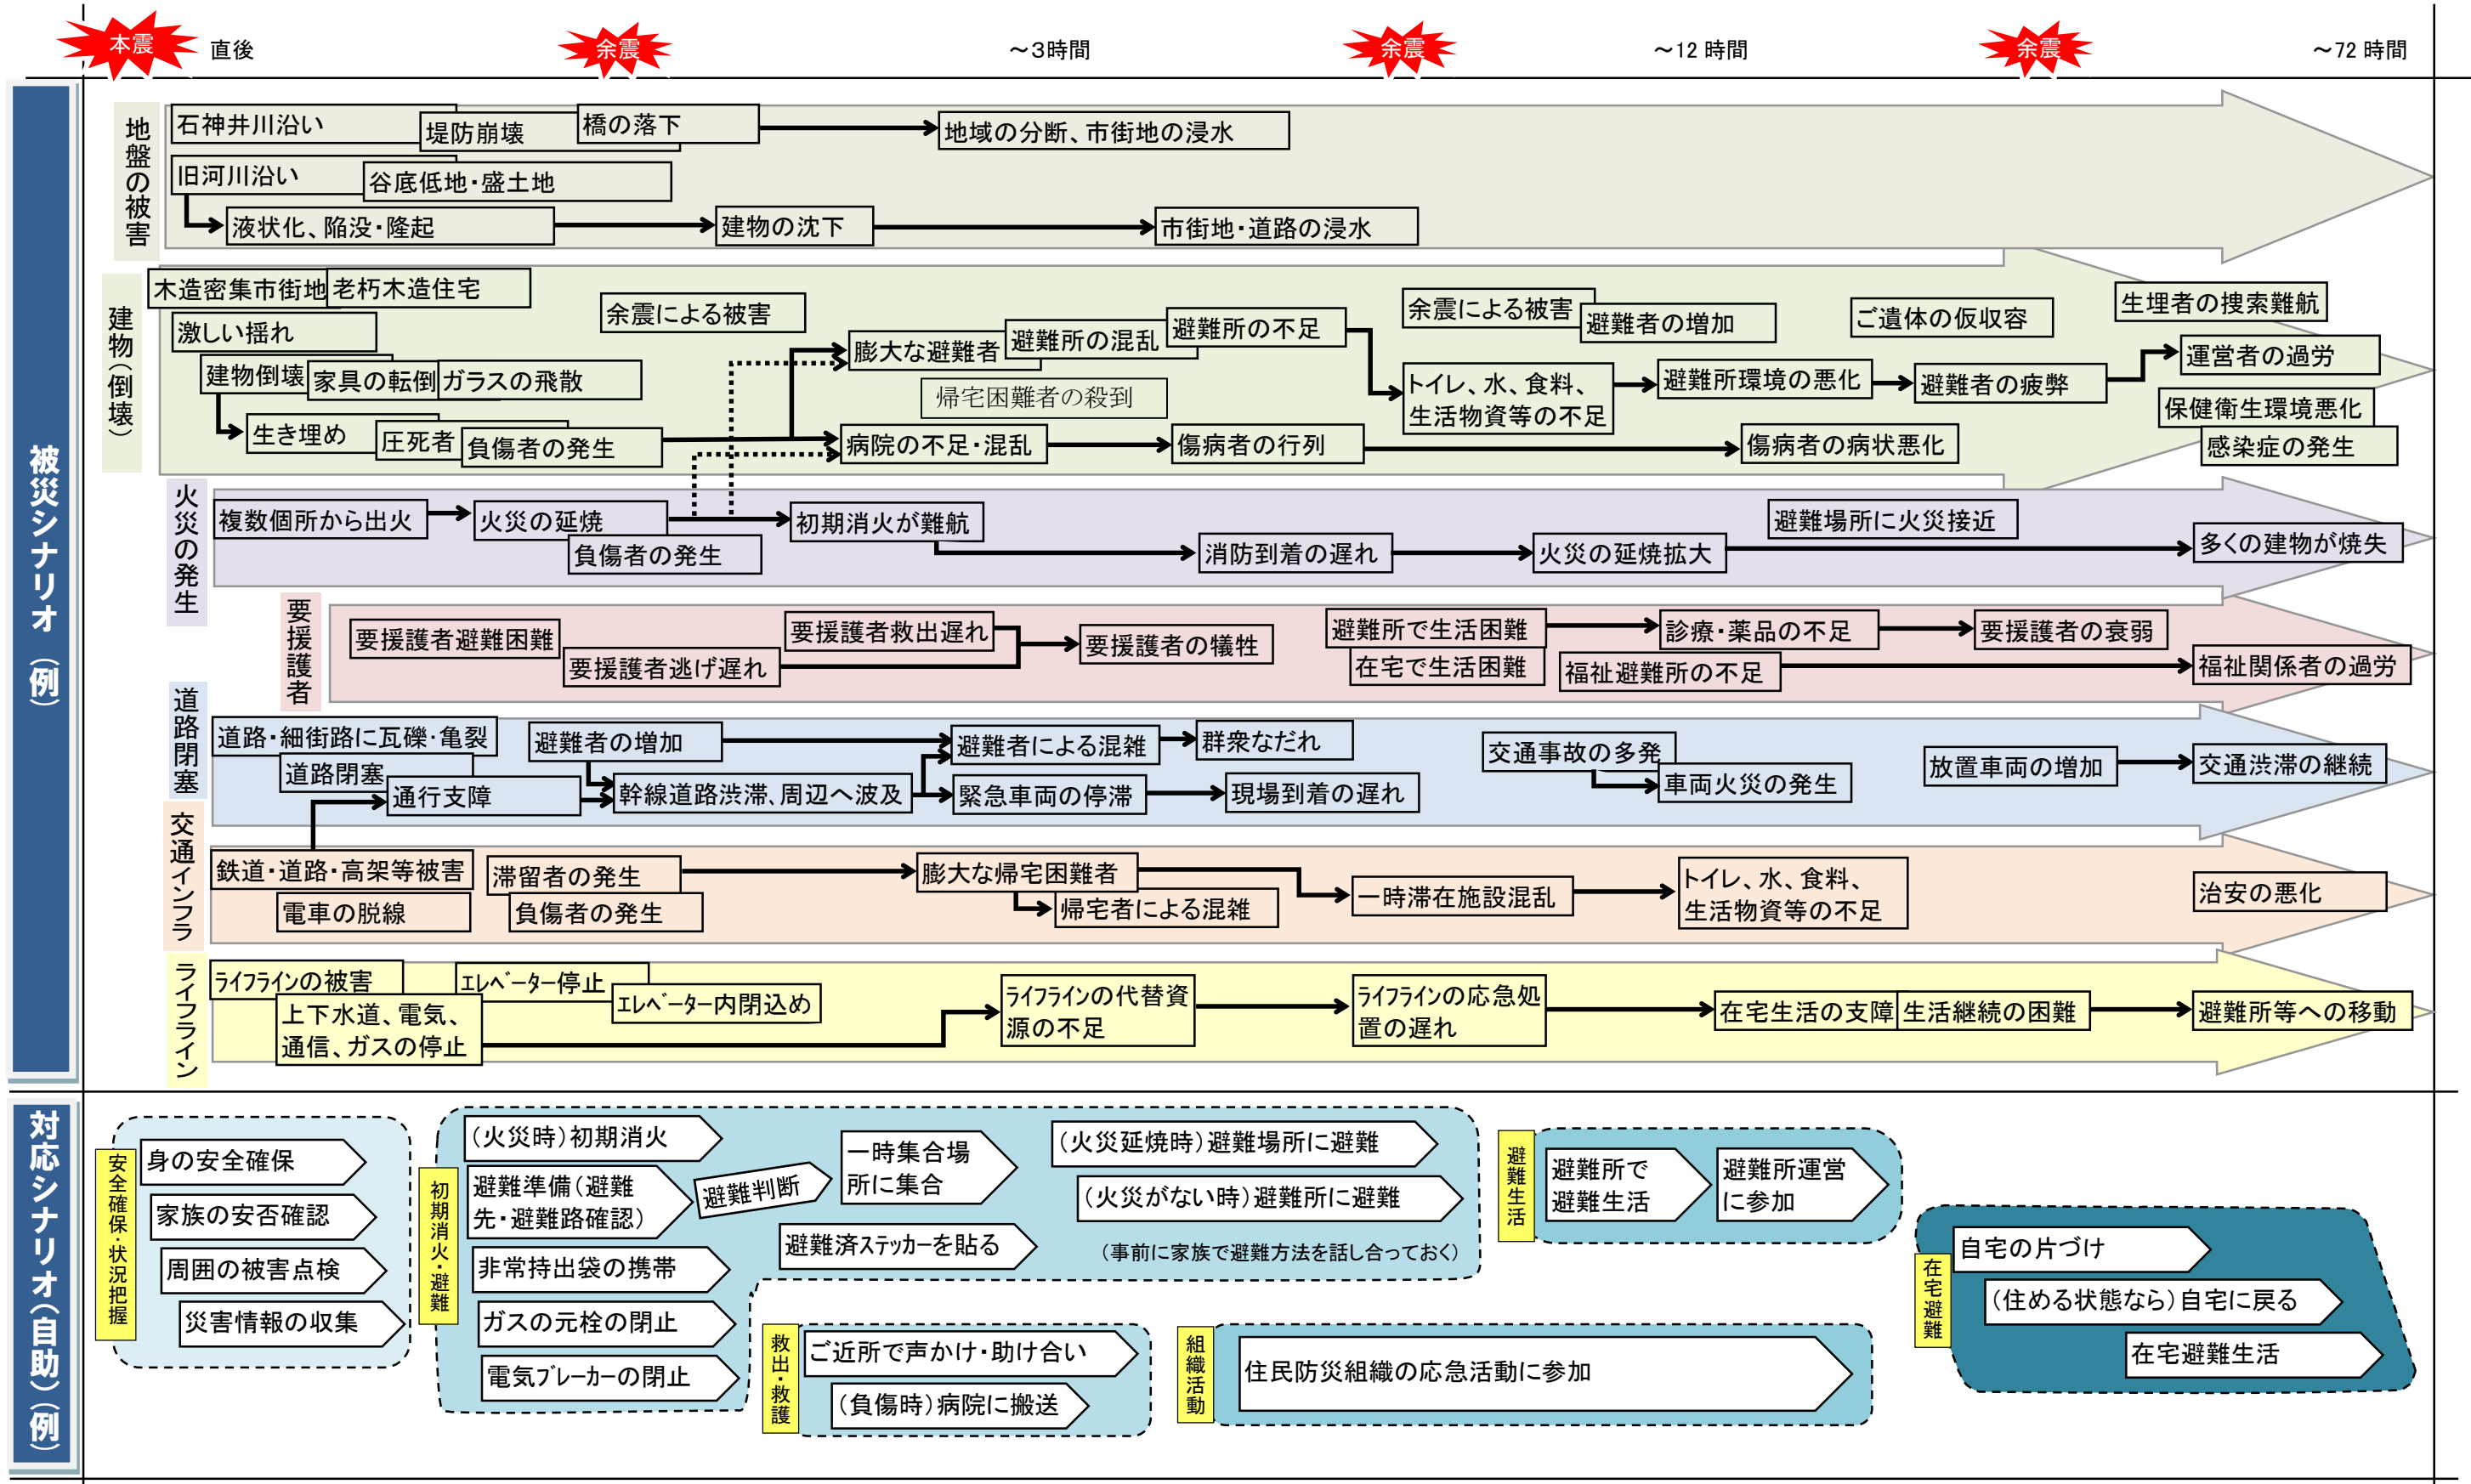 本震
直後
余震
～3時間
余震
～12時間
余震
～72時間
被災シナリオ（例）
地盤の被害
石神井川沿い
堤防崩壊
橋の落下
地域の分断、市街地の浸水
旧河川沿い
谷底低地・盛土地
液状化、陥没・隆起
建物の沈下
市街地・道路の浸水
建物（倒壊）
木造密集市街地
老朽木造住宅
激しい揺れ
建物倒壊
家具の転倒
ガラスの飛散
生き埋め
圧死者
負傷者の発生
余震による被害
膨大な避難者
避難所の混乱
避難所の不足
帰宅困難者の殺到
病院の不足・混乱
傷病者の行列
余震による被害
避難者の増加
トイレ、水、食料、
生活物資等の不足
避難所環境の悪化
傷病者の病状悪化
ご遺体の仮収容
避難者の疲弊
生埋者の捜索難航
運営者の過労
保健衛生環境悪化
感染症の発生
火災の発生
複数個所から出火
火災の延焼
負傷者の発生
初期消火が難航
消防到着の遅れ
火災の延焼拡大
避難場所に火災接近
多くの建物が焼失
要援護者
要援護者避難困難
要援護者逃げ遅れ
要援護者救出遅れ
要援護者の犠牲
避難所で生活困難
在宅で生活困難
診療・薬品の不足
福祉避難所の不足
要援護者の衰弱
福祉関係者の過労
道路閉塞
道路・細街路に瓦礫・亀裂
道路閉塞
通行支障
避難者の増加
幹線道路渋滞、周辺へ波及
避難者による混雑
群衆なだれ
緊急車両の停滞
現場到着の遅れ
交通事故の多発
車両火災の発生
放置車両の増加
交通渋滞の継続
交通インフラ
鉄道・道路・高架等被害
電車の脱線
滞留者の発生
負傷者の発生
膨大な帰宅困難者
帰宅者による混雑
一時滞在施設混乱
トイレ、水、食料、
生活物資等の不足
治安の悪化
ライフライン
ﾗｲﾌﾗｲﾝの被害
上下水道、電気、
通信、ガスの停止
ｴﾚﾍﾞｰﾀｰ停止
ｴﾚﾍﾞｰﾀｰ内閉込め
ﾗｲﾌﾗｲﾝの代替資
源の不足
ﾗｲﾌﾗｲﾝの応急処
置の遅れ
在宅生活の支障
生活継続の困難
避難所等への移動
対応シナリオ（自助）（例）
安全確保・状況把握
身の安全確保
家族の安否確認
周囲の被害点検
災害情報の収集
初期消火・避難
（火災時）初期消火
避難準備（避難
先・避難路確認）
非常持出袋の携帯
ガスの元栓の閉止
電気ﾌﾞﾚｰｶｰの閉止
避難判断
一時集合場
所に集合
避難済ステッカーを貼る
（火災延焼時）避難場所に避難
（火災がない時）避難所に避難
（事前に家族で避難方法を話し合っておく）
救出・救護
ご近所で声かけ・助け合い
（負傷時）病院に搬送
避難生活
避難所で
避難生活
避難所運営
に参加
組織活動
住民防災組織の応急活動に参加
在宅避難
自宅の片づけ
（住める状態なら）自宅に戻る
在宅避難生活